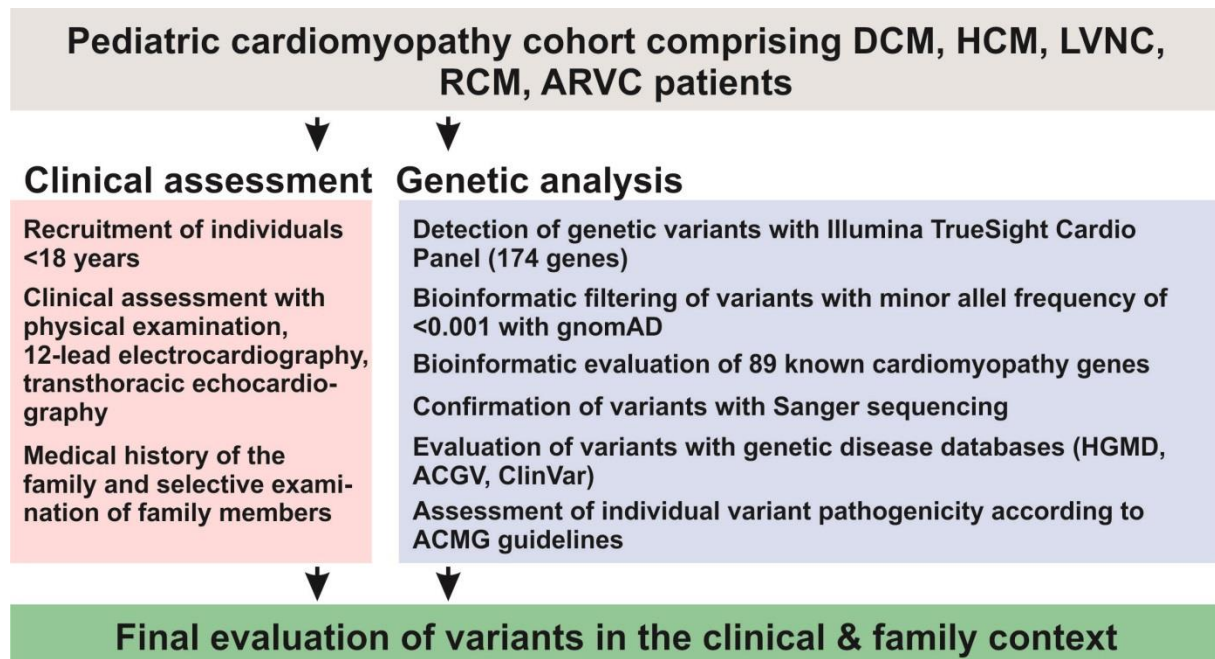 Pediatric cardiomyopathy cohort comprising DCM, HCM, LVNC,
RCM, ARVC patients
Clinical assessment
Recruitment of individuals
<18 years
Clinical assessment with
physical examination,
12-lead electrocardiography,
transthoracic echocardio-
graphy
Medical history of the
family and selective exami-
nation of family members
Genetic analysis
Detection of genetic variants with Illumina TrueSight Cardio
Panel (174 genes)
Bioinformatic filtering of variants with minor allel frequency of
<0.001 with gnomAD
Bioinformatic evaluation of 89 known cardiomyopathy genes
Confirmation of variants with Sanger sequencing
Evaluation of variants with genetic disease databases (HGMD,
ACGV, ClinVar)
Assessment of individual variant pathogenicity according to
ACMG guidelines
Final evaluation of variants in the clinical & family context